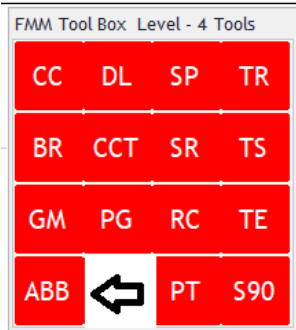 FMM Tool Box Level - 4 Tools
CC DL SP TR
BR CCT SR TS
GM PG RC TE
ABB PT S90